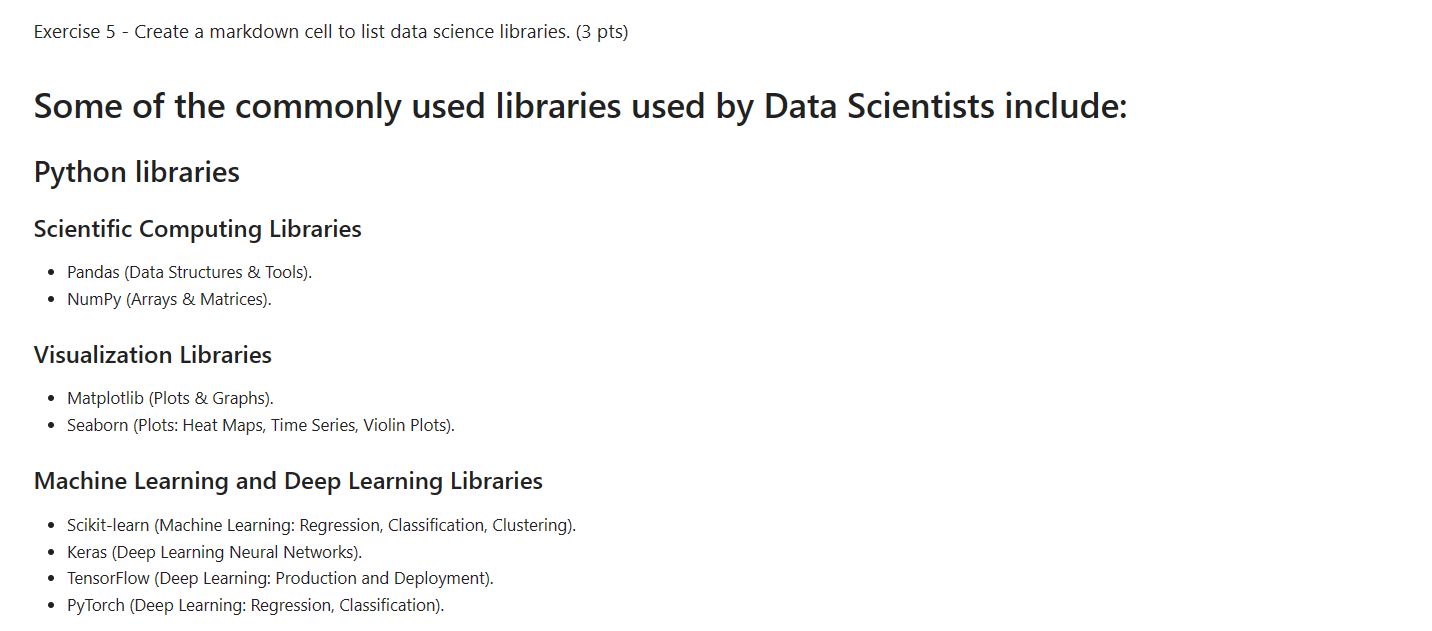 Exercise 5 - Create a markdown cell to list data science libraries. (3 pts)
Some of the commonly used libraries used by Data Scientists include:
Python libraries
Scientific Computing Libraries
• Pandas (Data Structures & Tools).
• NumPy (Arrays & Matrices).
Visualization Libraries
• Matplotlib (Plots & Graphs).
• Seaborn (Plots: Heat Maps, Time Series, Violin Plots).
Machine Learning and Deep Learning Libraries
• Scikit-learn (Machine Learning: Regression, Classification, Clustering).
• Keras (Deep Learning Neural Networks).
• TensorFlow (Deep Learning: Production and Deployment).
• PyTorch (Deep Learning: Regression, Classification).